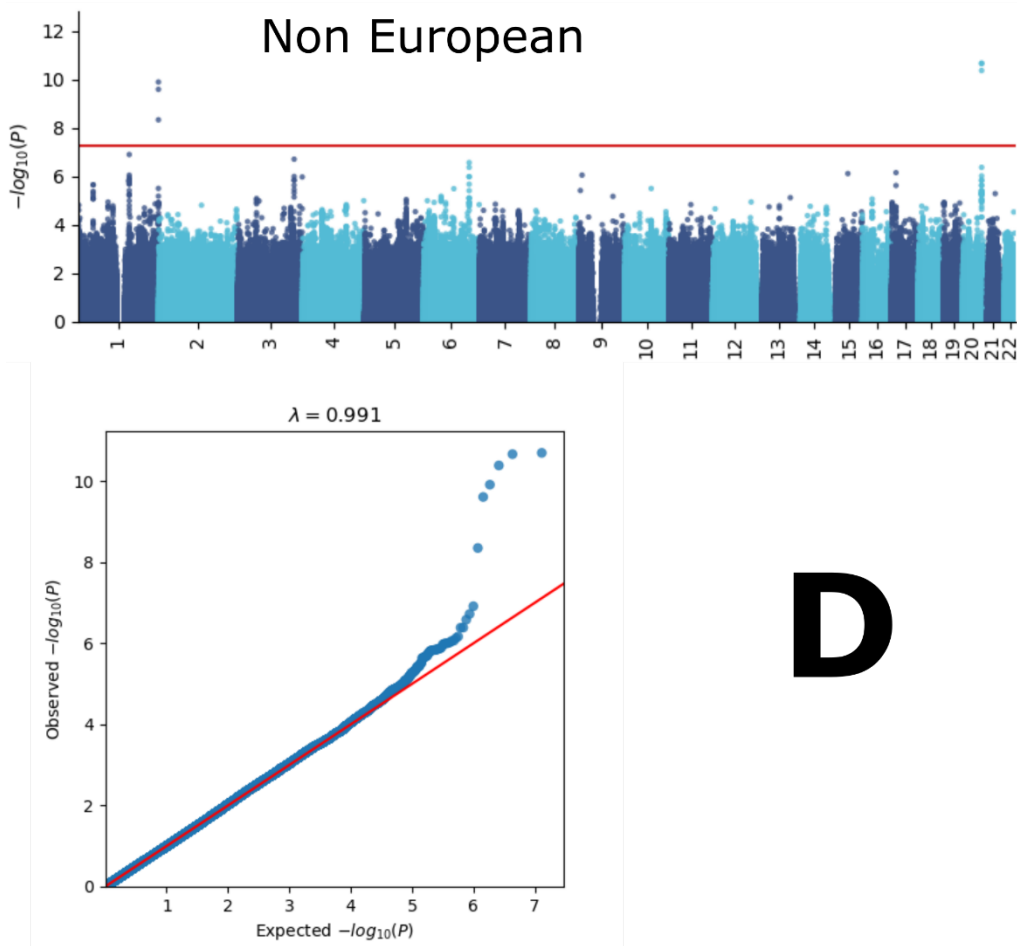 Non European
12
10
8
6
4
2
0
−log₁₀(P)
1 2 3 4 5 6 7 8 9 10 11 12 13 14 15 16 17 18 19 20 21 22
λ = 0.991
10
8
6
4
2
0
Observed −log₁₀(P)
1 2 3 4 5 6 7
Expected −log₁₀(P)
D